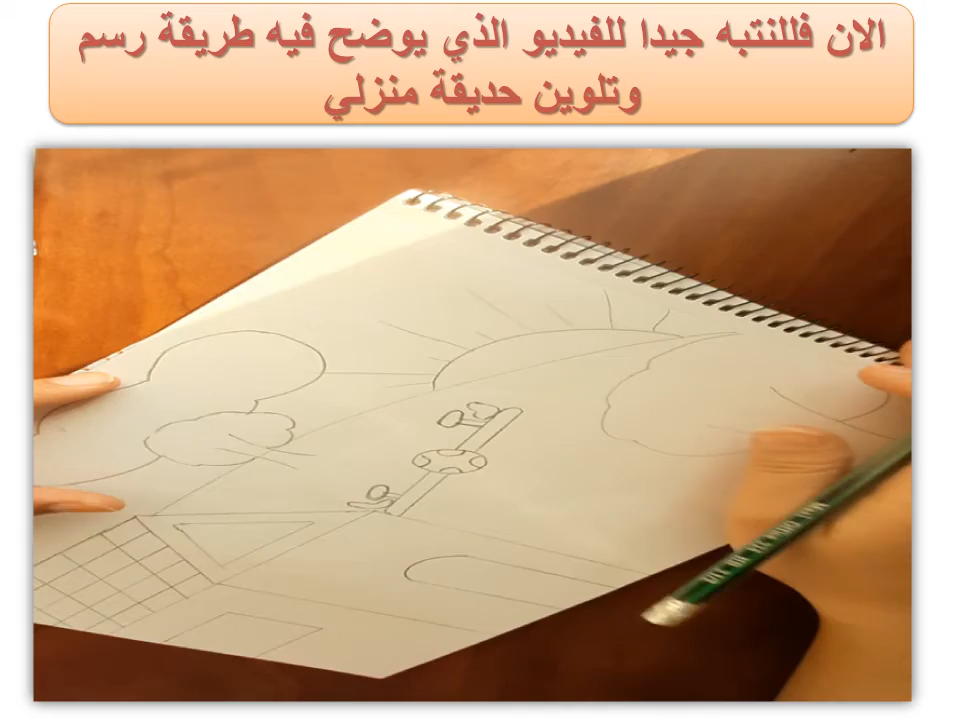 الان فللنتبه جيدا للفيديو الذي يوضح فيه طريقة رسم
وتلوين حديقة منزلي